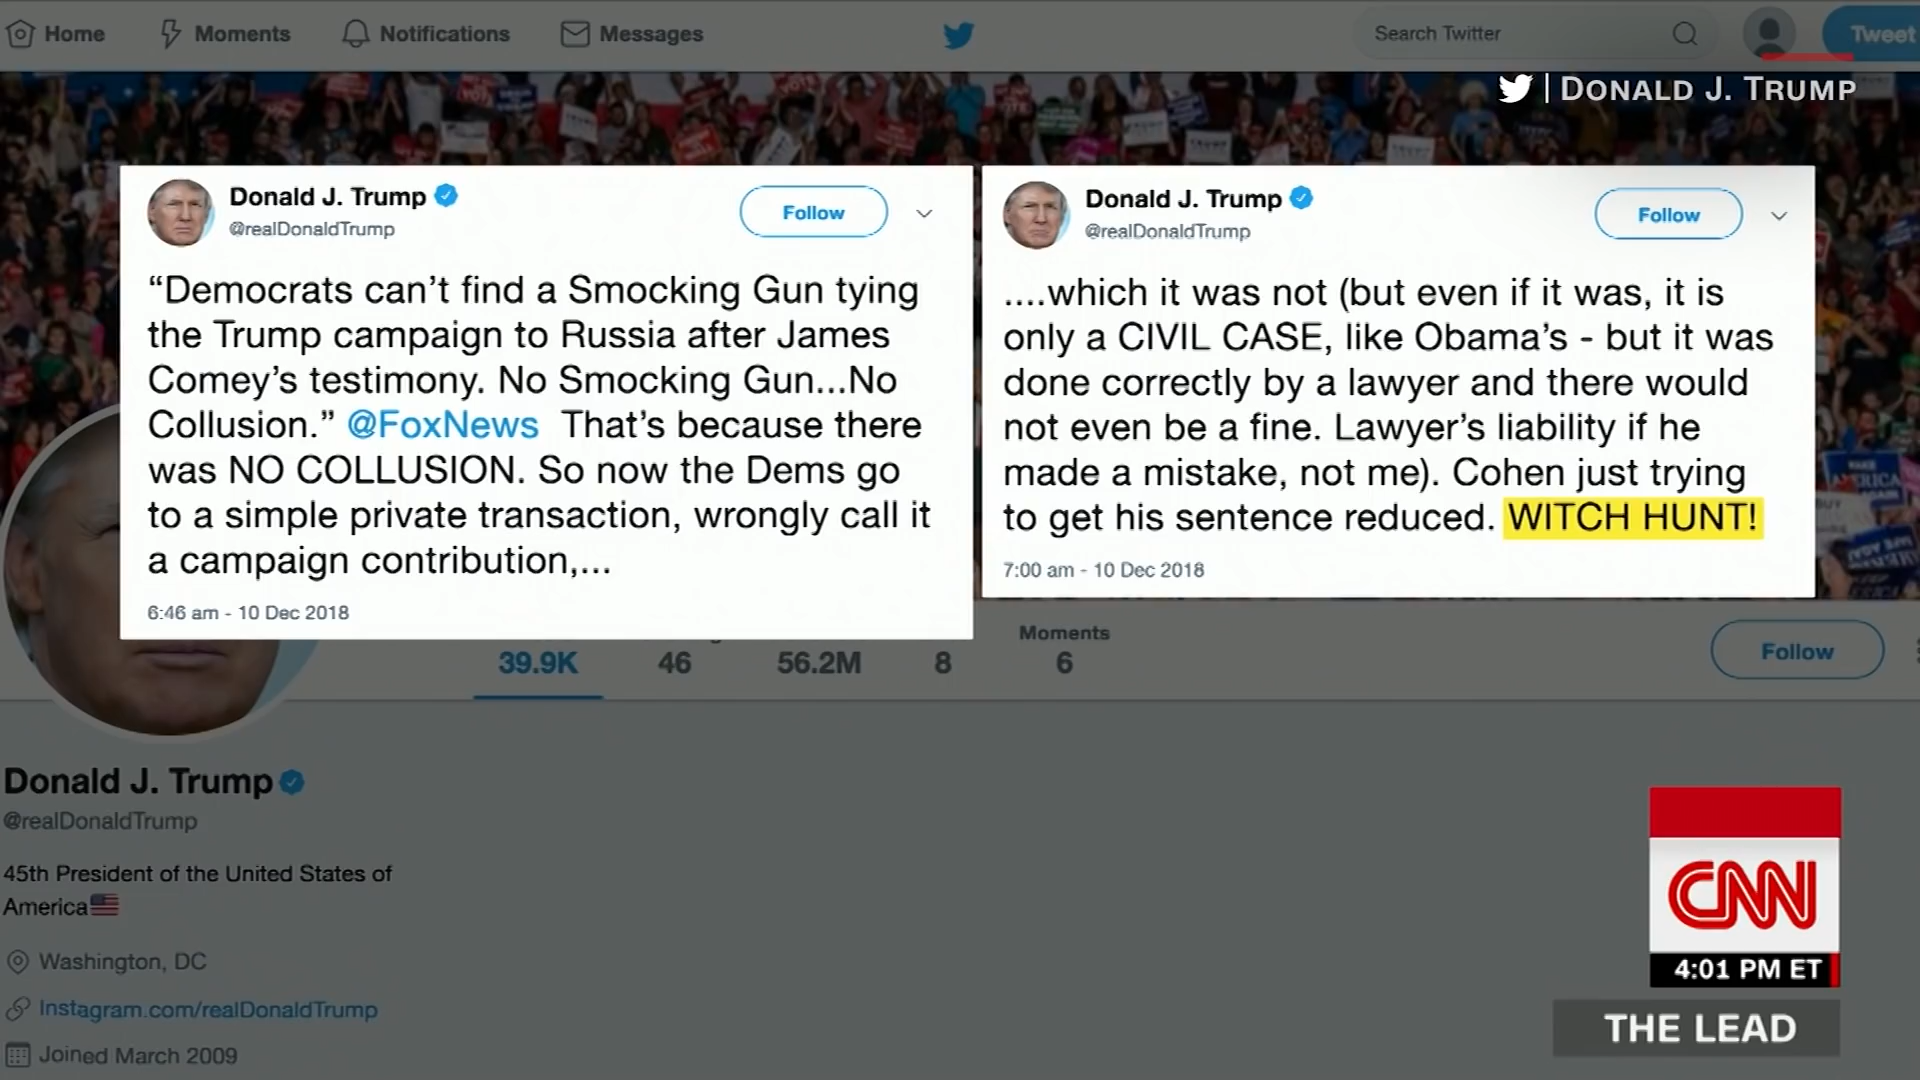 Home
Moments
Notifications
Messages
Search Twitter
Tweet
| DONALD J. TRUMP
Donald J. Trump
@realDonaldTrump
Follow
“Democrats can’t find a Smocking Gun tying
the Trump campaign to Russia after James
Comey’s testimony. No Smocking Gun...No
Collusion.” @FoxNews That’s because there
was NO COLLUSION. So now the Dems go
to a simple private transaction, wrongly call it
a campaign contribution,...
6:46 am - 10 Dec 2018
Donald J. Trump
@realDonaldTrump
Follow
....which it was not (but even if it was, it is
only a CIVIL CASE, like Obama’s - but it was
done correctly by a lawyer and there would
not even be a fine. Lawyer’s liability if he
made a mistake, not me). Cohen just trying
to get his sentence reduced. WITCH HUNT!
7:00 am - 10 Dec 2018
Moments
39.9K 46 56.2M 8 6
Follow
Donald J. Trump
@realDonaldTrump
45th President of the United States of
America
Washington, DC
Instagram.com/realDonaldTrump
Joined March 2009
CNN
4:01 PM ET
THE LEAD